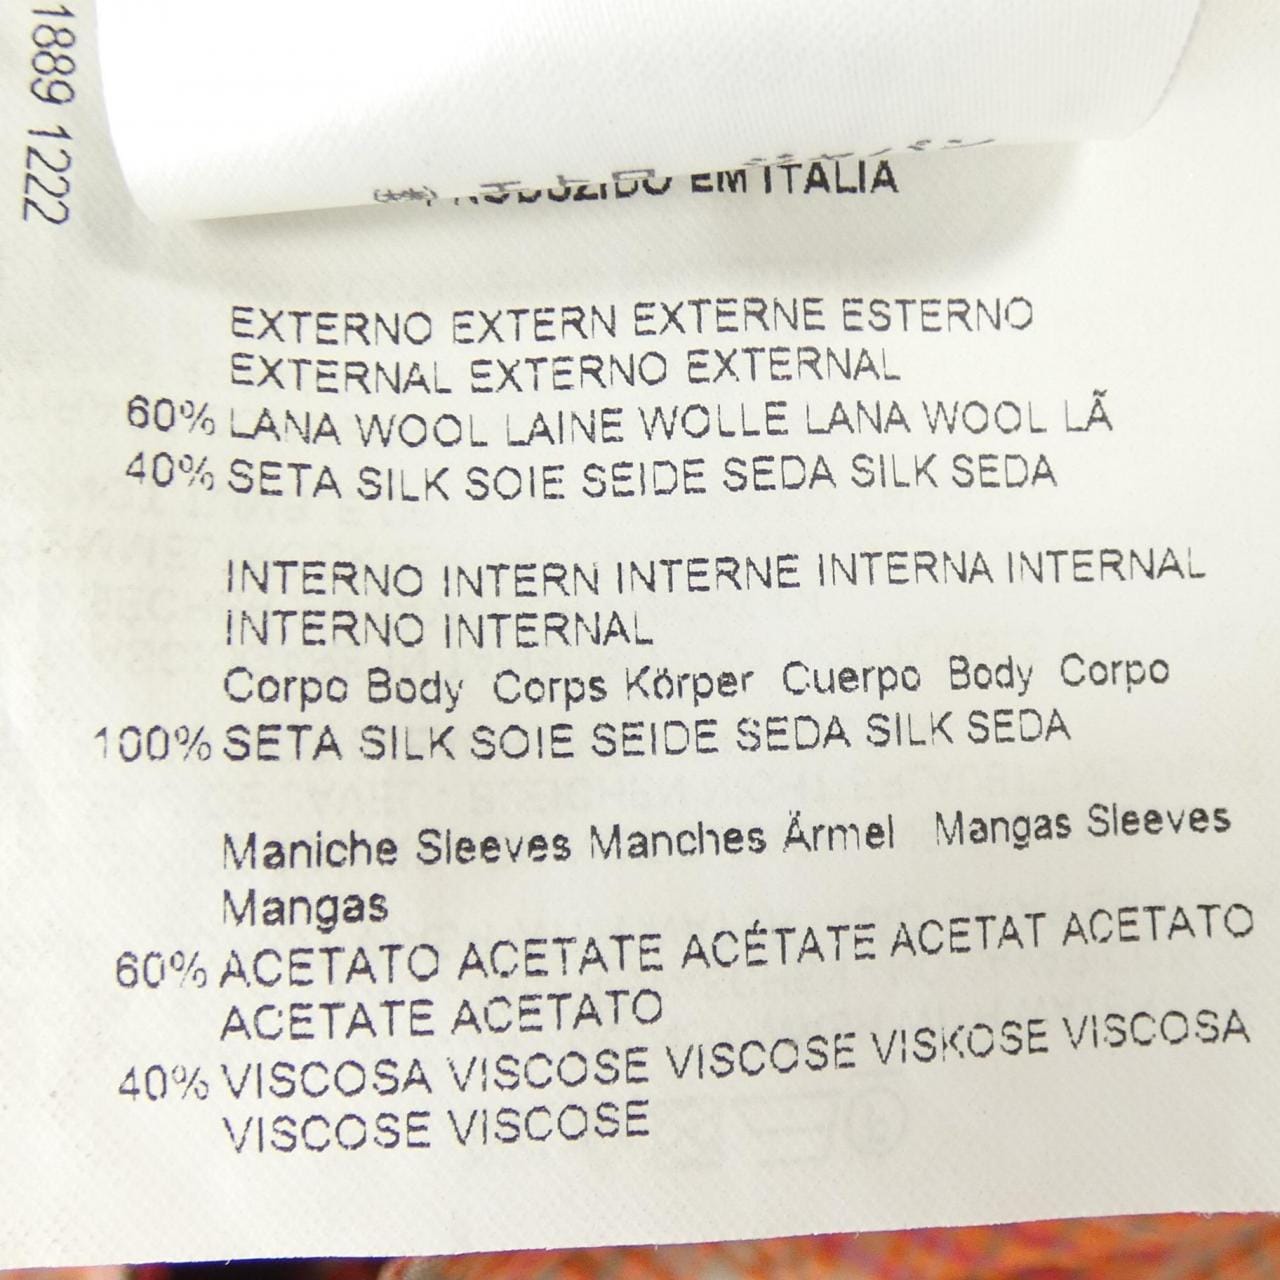 1889 1222
EM ITALIA
EXTERNO EXTERN EXTERNE ESTERNO
EXTERNAL EXTERNO EXTERNAL
60% LANA WOOL LAINE WOLLE LANA WOOL LÃ
40% SETA SILK SOIE SEIDE SEDA SILK SEDA
INTERNO INTERN INTERNE INTERNA INTERNAL
INTERNO INTERNAL
Corpo Body Corps Körper Cuerpo Body Corpo
100% SETA SILK SOIE SEIDE SEDA SILK SEDA
Maniche Sleeves Manches Ärmel Mangas Sleeves
Mangas
60% ACETATO ACETATE ACÉTATE ACETAT ACETATO
ACETATE ACETATO
40% VISCOSA VISCOSE VISCOSE VISKOSE VISCOSA
VISCOSE VISCOSE